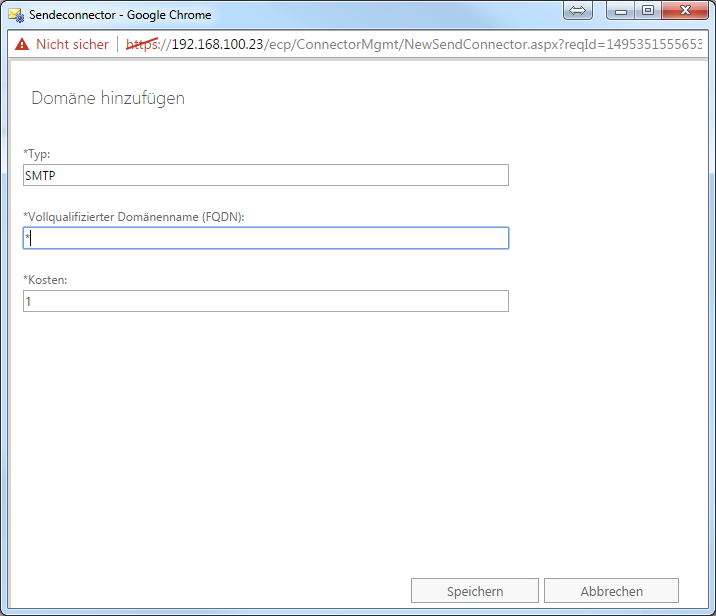 Sendeconnector - Google Chrome
Nicht sicher | https://192.168.100.23/ecp/ConnectorMgmt/NewSendConnector.aspx?reqId=1495351555653
Domäne hinzufügen
*Typ:
SMTP
*Vollqualifizierter Domänenname (FQDN):
*
*Kosten:
1
Speichern Abbrechen